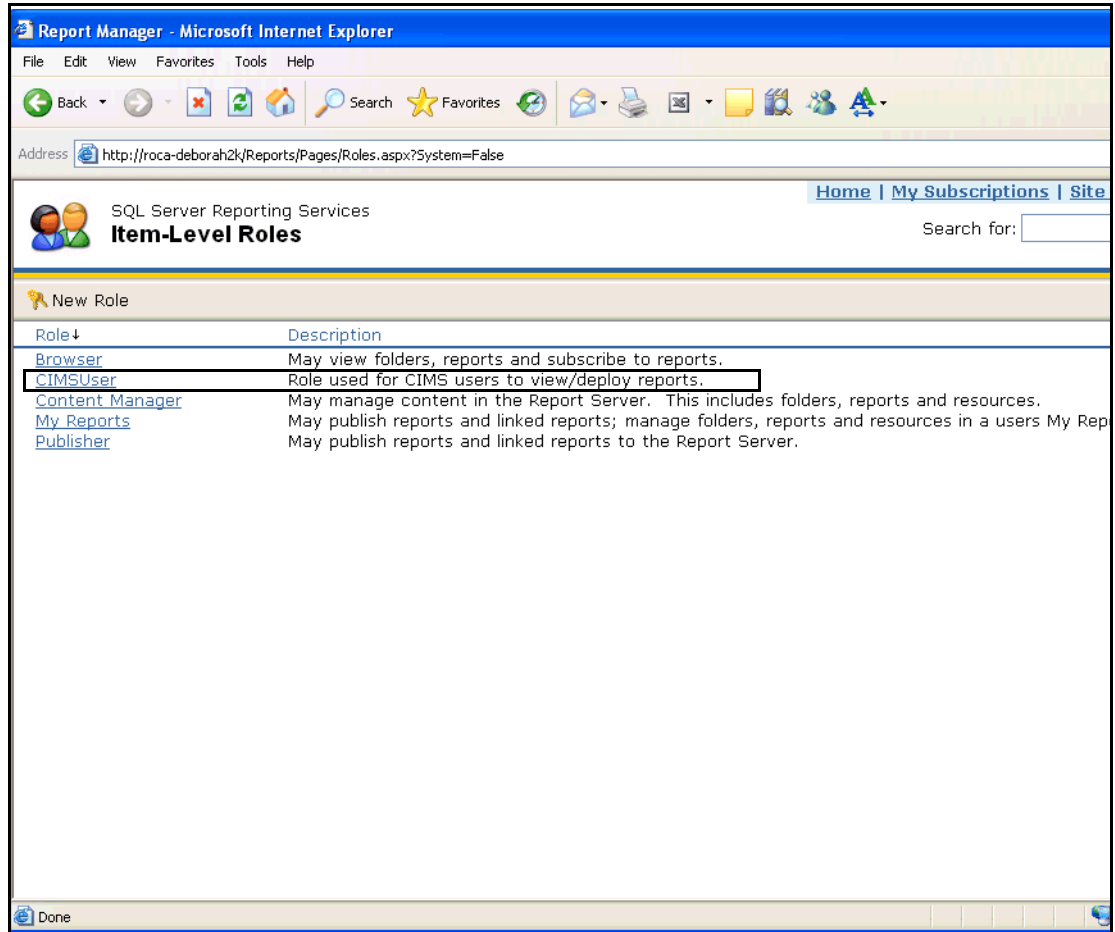 Report Manager - Microsoft Internet Explorer
File Edit View Favorites Tools Help
Back Search Favorites
Address http://roca-deborah2k/Reports/Pages/Roles.aspx?System=False
Home | My Subscriptions | Site
SQL Server Reporting Services
Item-Level Roles
Search for:
New Role
Role↓ Description
Browser May view folders, reports and subscribe to reports.
CIMSUser Role used for CIMS users to view/deploy reports.
Content Manager May manage content in the Report Server. This includes folders, reports and resources.
My Reports May publish reports and linked reports; manage folders, reports and resources in a users My Rep
Publisher May publish reports and linked reports to the Report Server.
Done